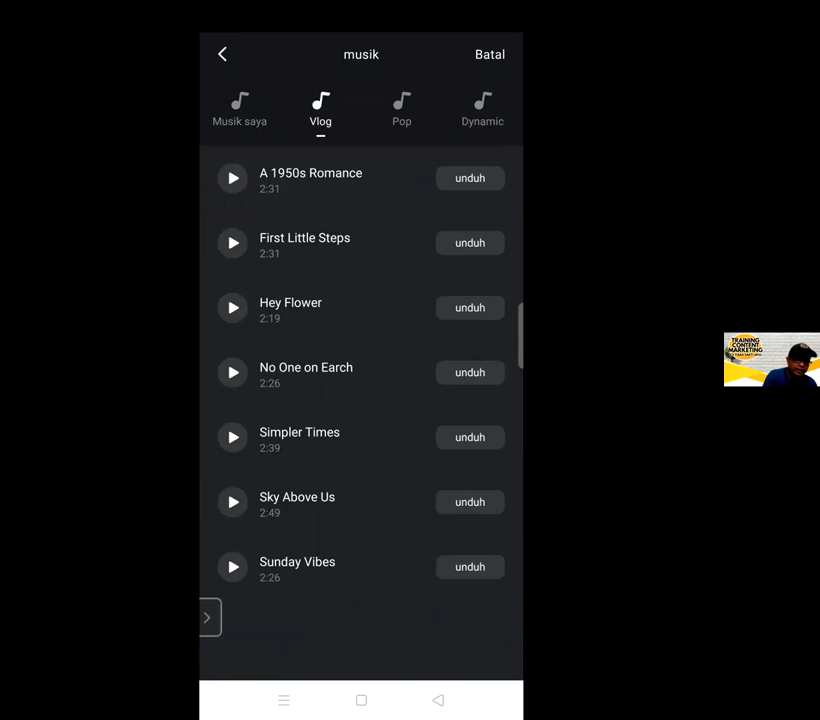 musik
Batal
Musik saya
Vlog
Pop
Dynamic
A 1950s Romance
2:31
unduh
First Little Steps
2:31
unduh
Hey Flower
2:19
unduh
No One on Earth
2:26
unduh
Simpler Times
2:39
unduh
Sky Above Us
2:49
unduh
Sunday Vibes
2:26
unduh
TRAINING
CONTENT
MARKETING